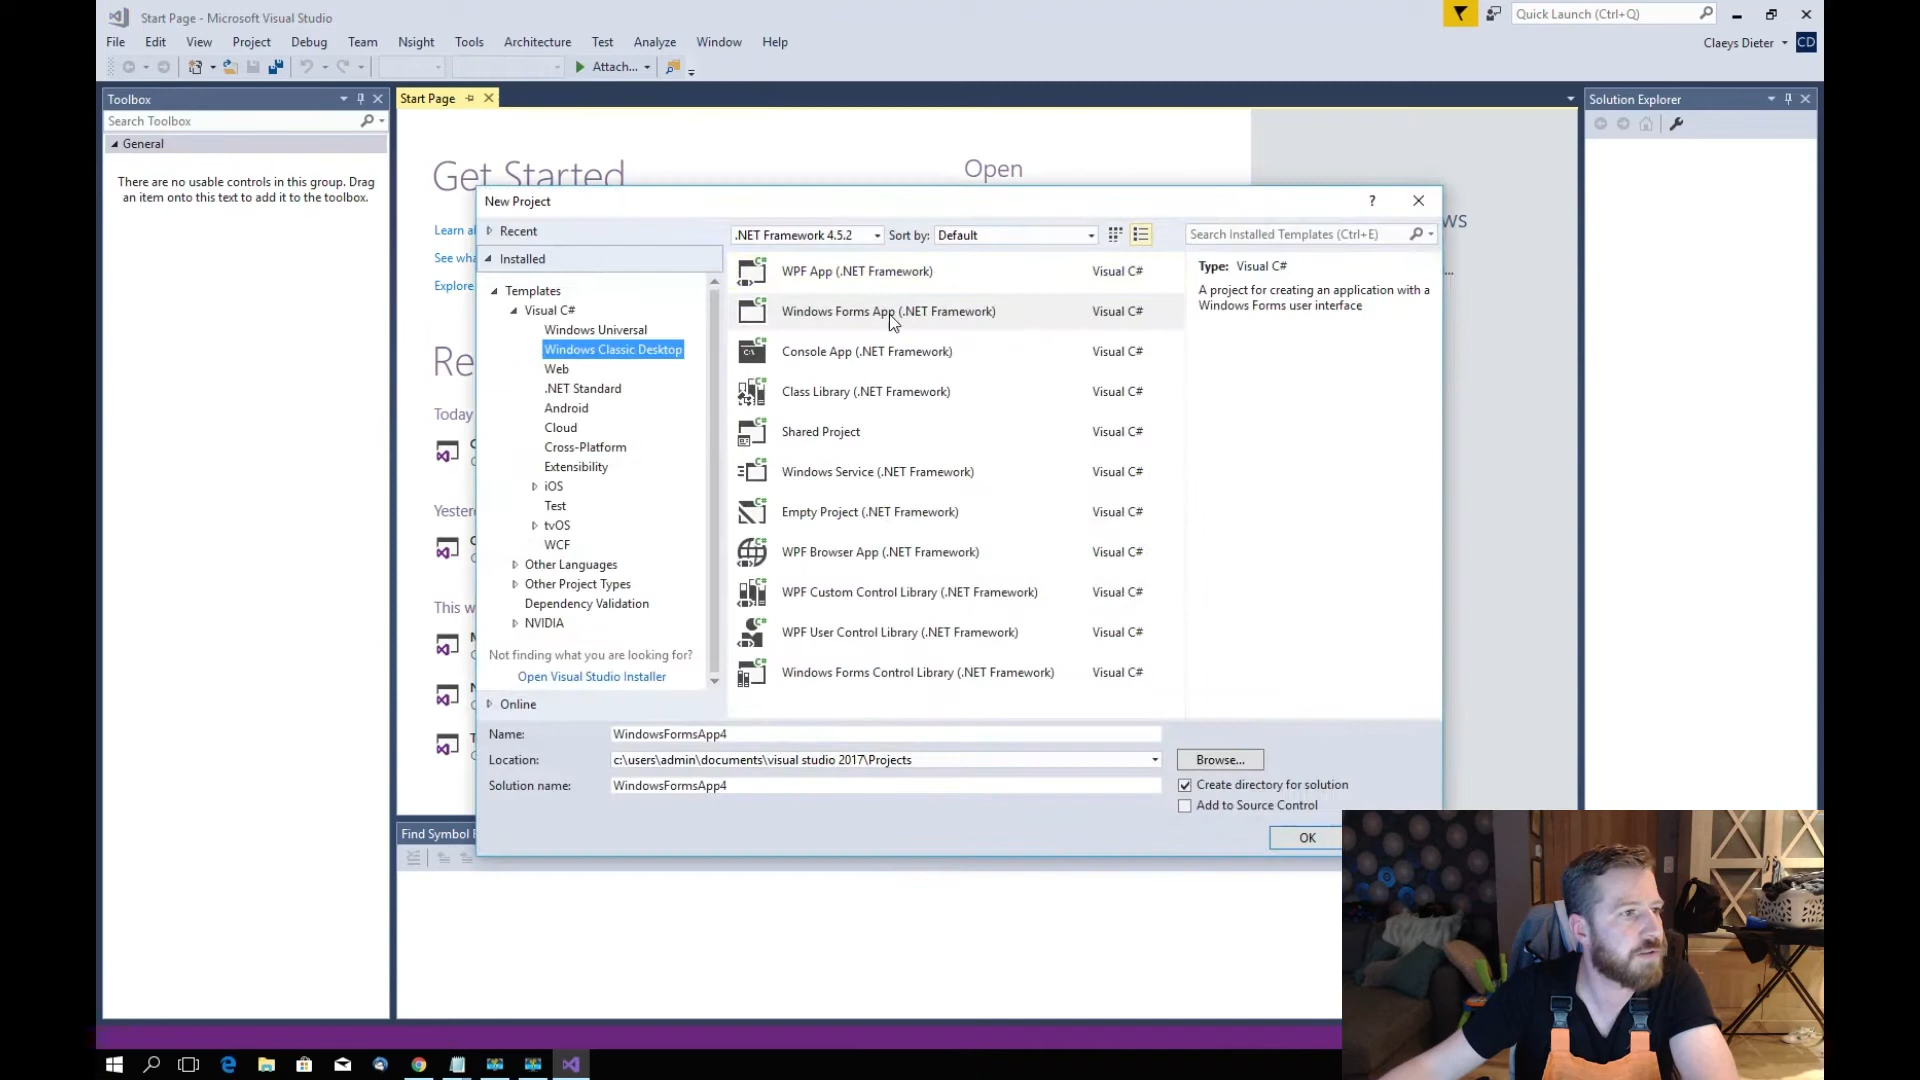 Start Page - Microsoft Visual Studio
Quick Launch (Ctrl+Q)
File Edit View Project Debug Team Nsight Tools Architecture Test Analyze Window Help
Claeys Dieter CD
Attach...
Toolbox
Start Page
Solution Explorer
Search Toolbox
General
There are no usable controls in this group. Drag
an item onto this text to add it to the toolbox.
Get Started
Open
New Project
Recent
.NET Framework 4.5.2
Sort by: Default
Search Installed Templates (Ctrl+E)
Installed
Templates
Visual C#
Windows Universal
Windows Classic Desktop
Web
.NET Standard
Android
Cloud
Cross-Platform
Extensibility
iOS
Test
tvOS
WCF
Other Languages
Other Project Types
Dependency Validation
NVIDIA
Not finding what you are looking for?
Open Visual Studio Installer
Online
WPF App (.NET Framework) Visual C#
Windows Forms App (.NET Framework) Visual C#
Console App (.NET Framework) Visual C#
Class Library (.NET Framework) Visual C#
Shared Project Visual C#
Windows Service (.NET Framework) Visual C#
Empty Project (.NET Framework) Visual C#
WPF Browser App (.NET Framework) Visual C#
WPF Custom Control Library (.NET Framework) Visual C#
WPF User Control Library (.NET Framework) Visual C#
Windows Forms Control Library (.NET Framework) Visual C#
Type: Visual C#
A project for creating an application with a
Windows Forms user interface
Name: WindowsFormsApp4
Location: c:\users\admin\documents\visual studio 2017\Projects
Browse...
Solution name: WindowsFormsApp4
Create directory for solution
Add to Source Control
OK
Learn
See
Explore
Today
This
Find Symbol